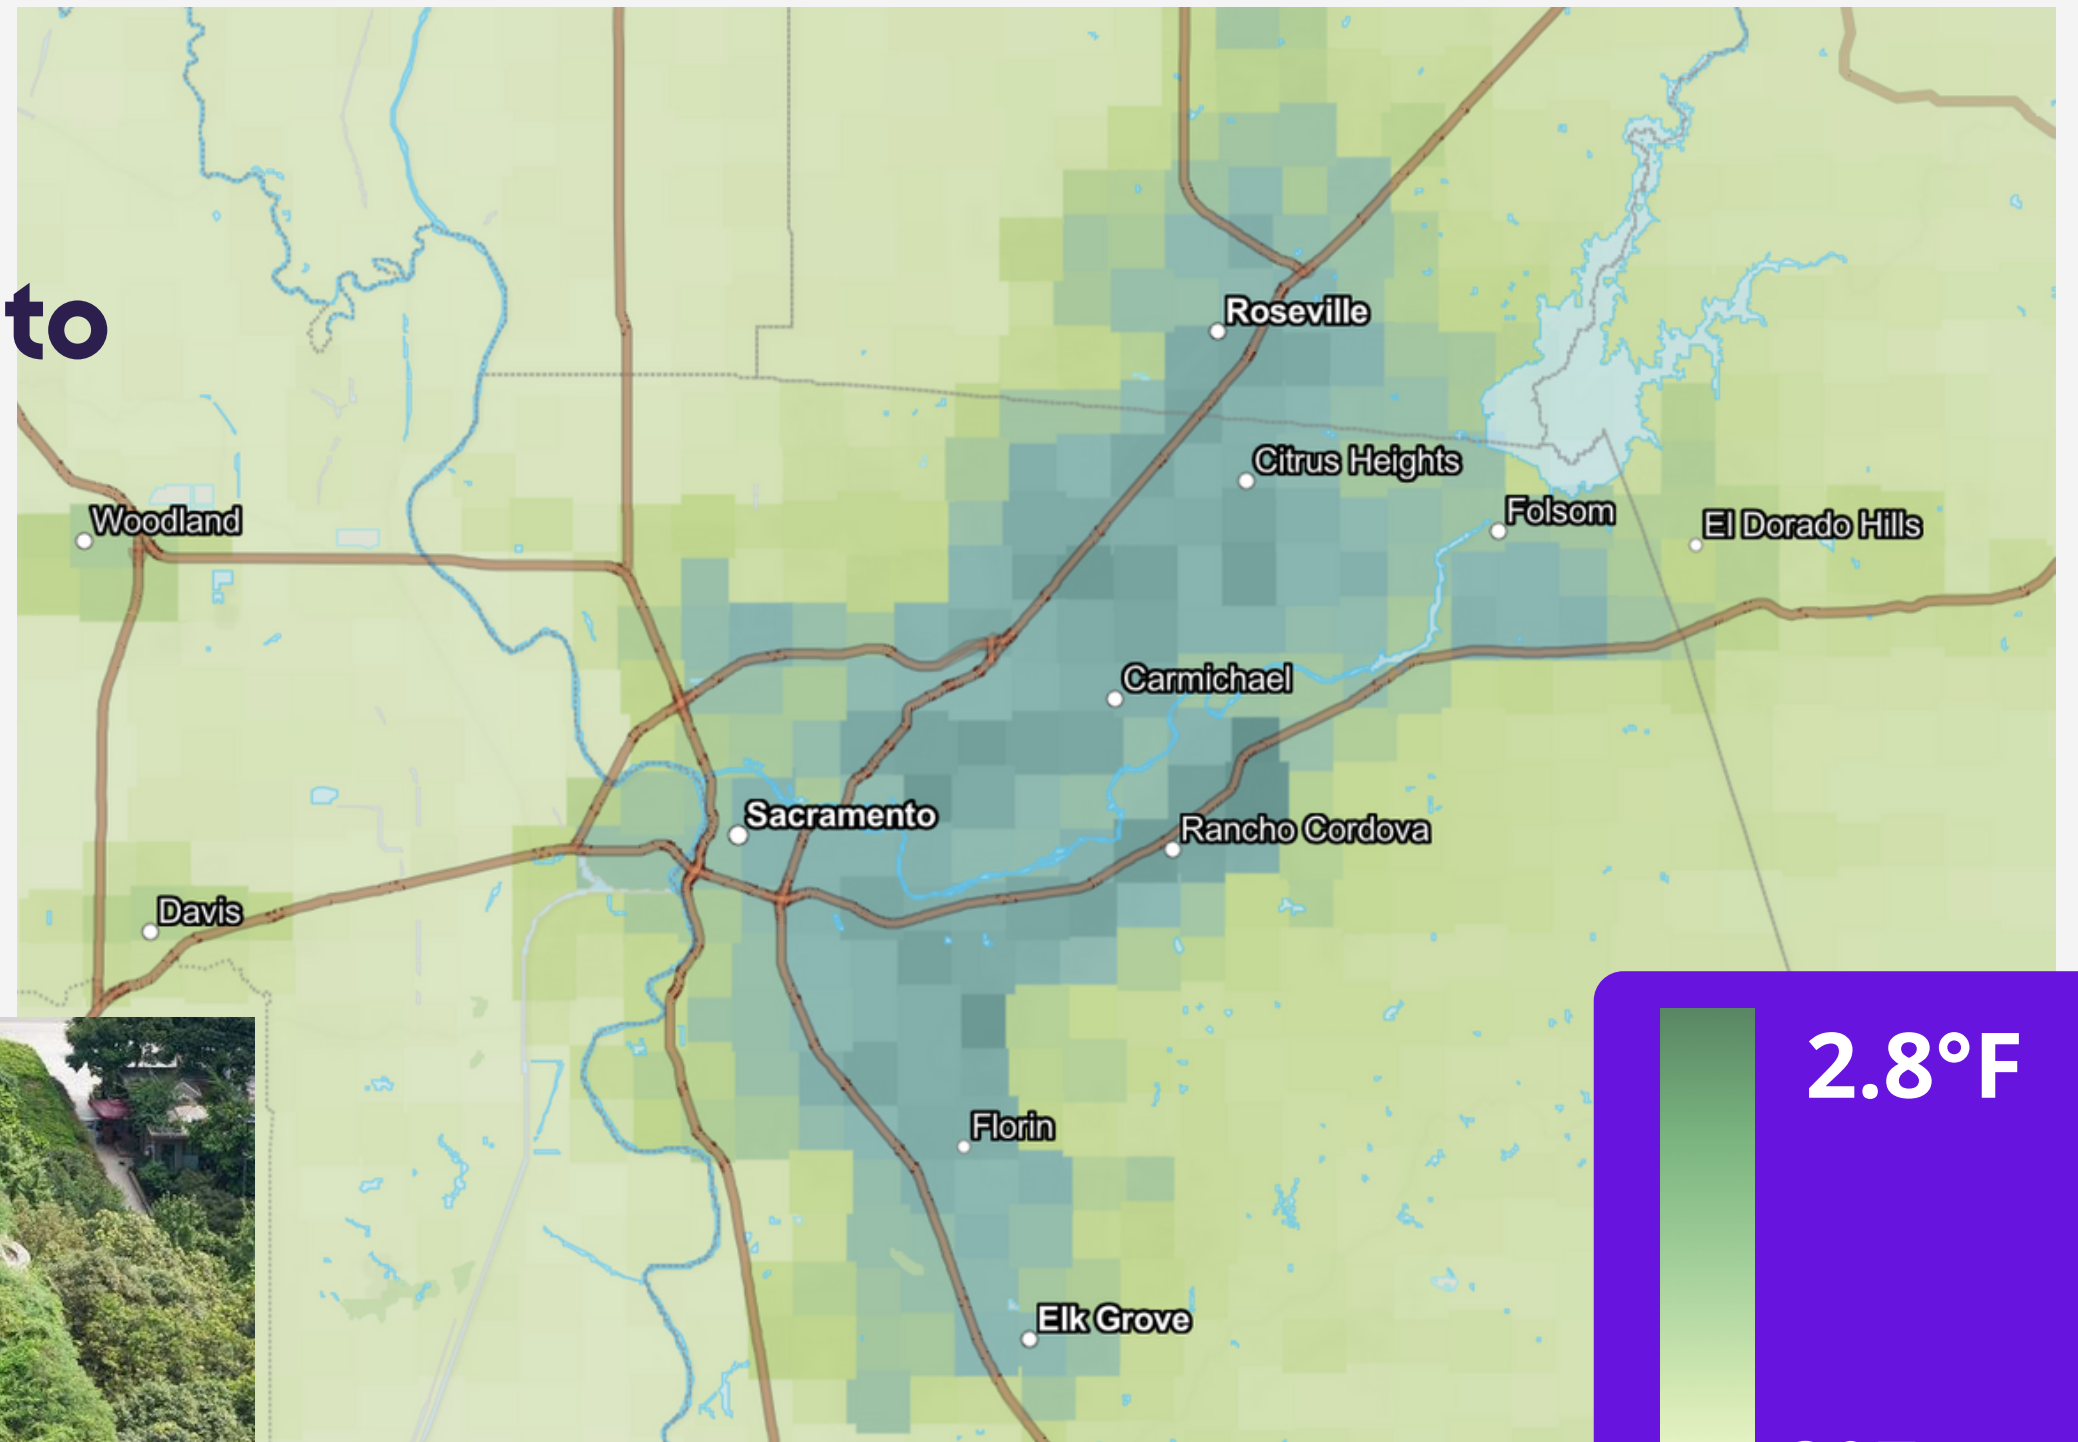 to
Roseville
Citrus Heights
Folsom
El Dorado Hills
Woodland
Carmichael
Sacramento
Rancho Cordova
Davis
2.8°F
Florin
Elk Grove